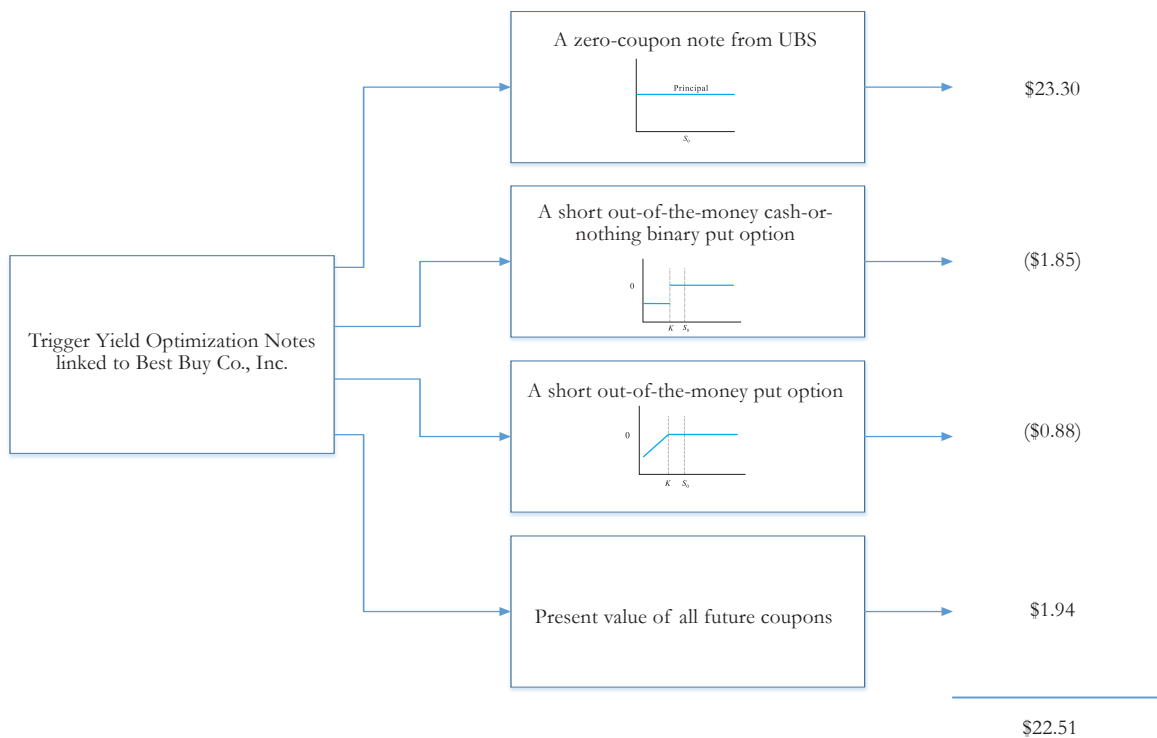 A zero-coupon note from UBS
Principal
S0
$23.30
A short out-of-the-money cash-or-
nothing binary put option
0
K S0
($1.85)
Trigger Yield Optimization Notes
linked to Best Buy Co., Inc.
A short out-of-the-money put option
0
K S0
($0.88)
Present value of all future coupons
$1.94
$22.51